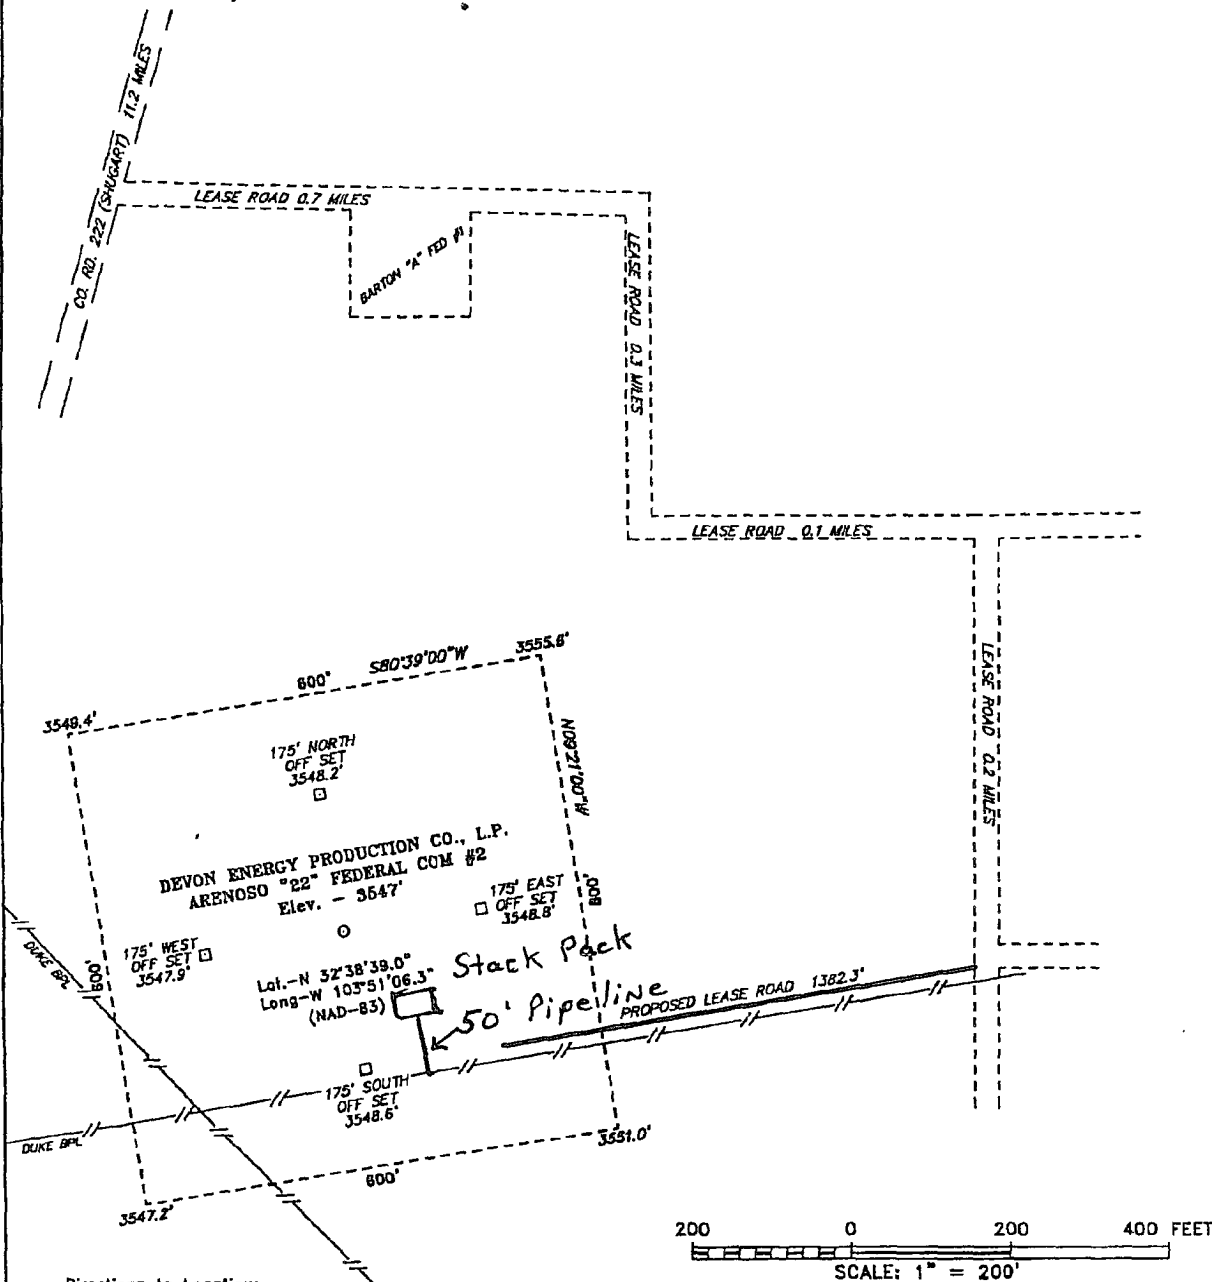 CO. RD. 222 (SHUGART) 11.2 MILES
LEASE ROAD 0.7 MILES
BARTON "A" FED #1
LEASE ROAD 0.3 MILES
LEASE ROAD 0.1 MILES
LEASE ROAD 0.2 MILES
3549.4'
600'
S80°39'00"W
3555.6'
N09°21'00"W
175' NORTH
OFF SET
3548.2'
DEVON ENERGY PRODUCTION CO., L.P.
ARENOSO "22" FEDERAL COM #2
Elev. - 3547'
175' EAST
OFF SET
3548.8'
600'
175' WEST
OFF SET
3547.9'
600'
DUKE BPL
Lat.-N 32°38'39.0"
Long-W 103°51'06.3"
(NAD-83)
Stack Pack
50' Pipeline
PROPOSED LEASE ROAD 1382.3'
175' SOUTH
OFF SET
3548.6'
DUKE BPL
3551.0'
600'
3547.2'
200 0 200 400 FEET
SCALE: 1" = 200'